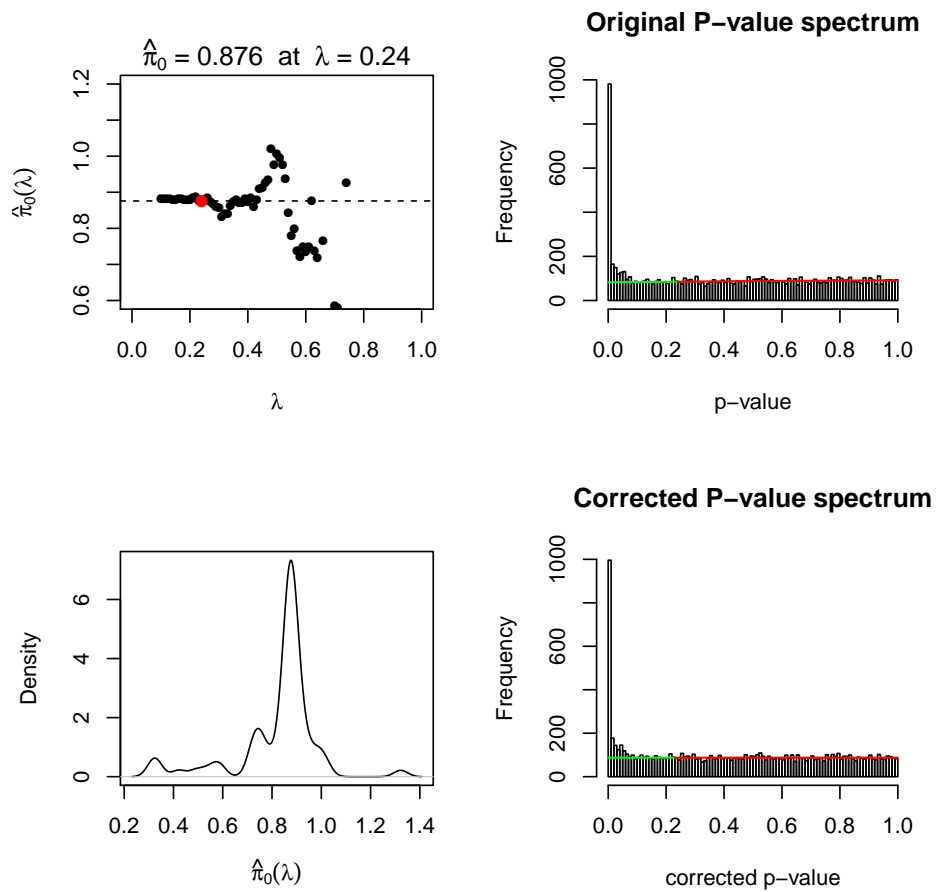 π̂₀ = 0.876 at λ = 0.24
π̂₀(λ)
1.2
1.0
0.8
0.6
0.0 0.2 0.4 0.6 0.8 1.0
λ
Original P−value spectrum
Frequency
1000
600
200
0
0.0 0.2 0.4 0.6 0.8 1.0
p−value
Density
6
4
2
0
0.2 0.4 0.6 0.8 1.0 1.2 1.4
π̂₀(λ)
Corrected P−value spectrum
Frequency
1000
600
200
0
0.0 0.2 0.4 0.6 0.8 1.0
corrected p−value